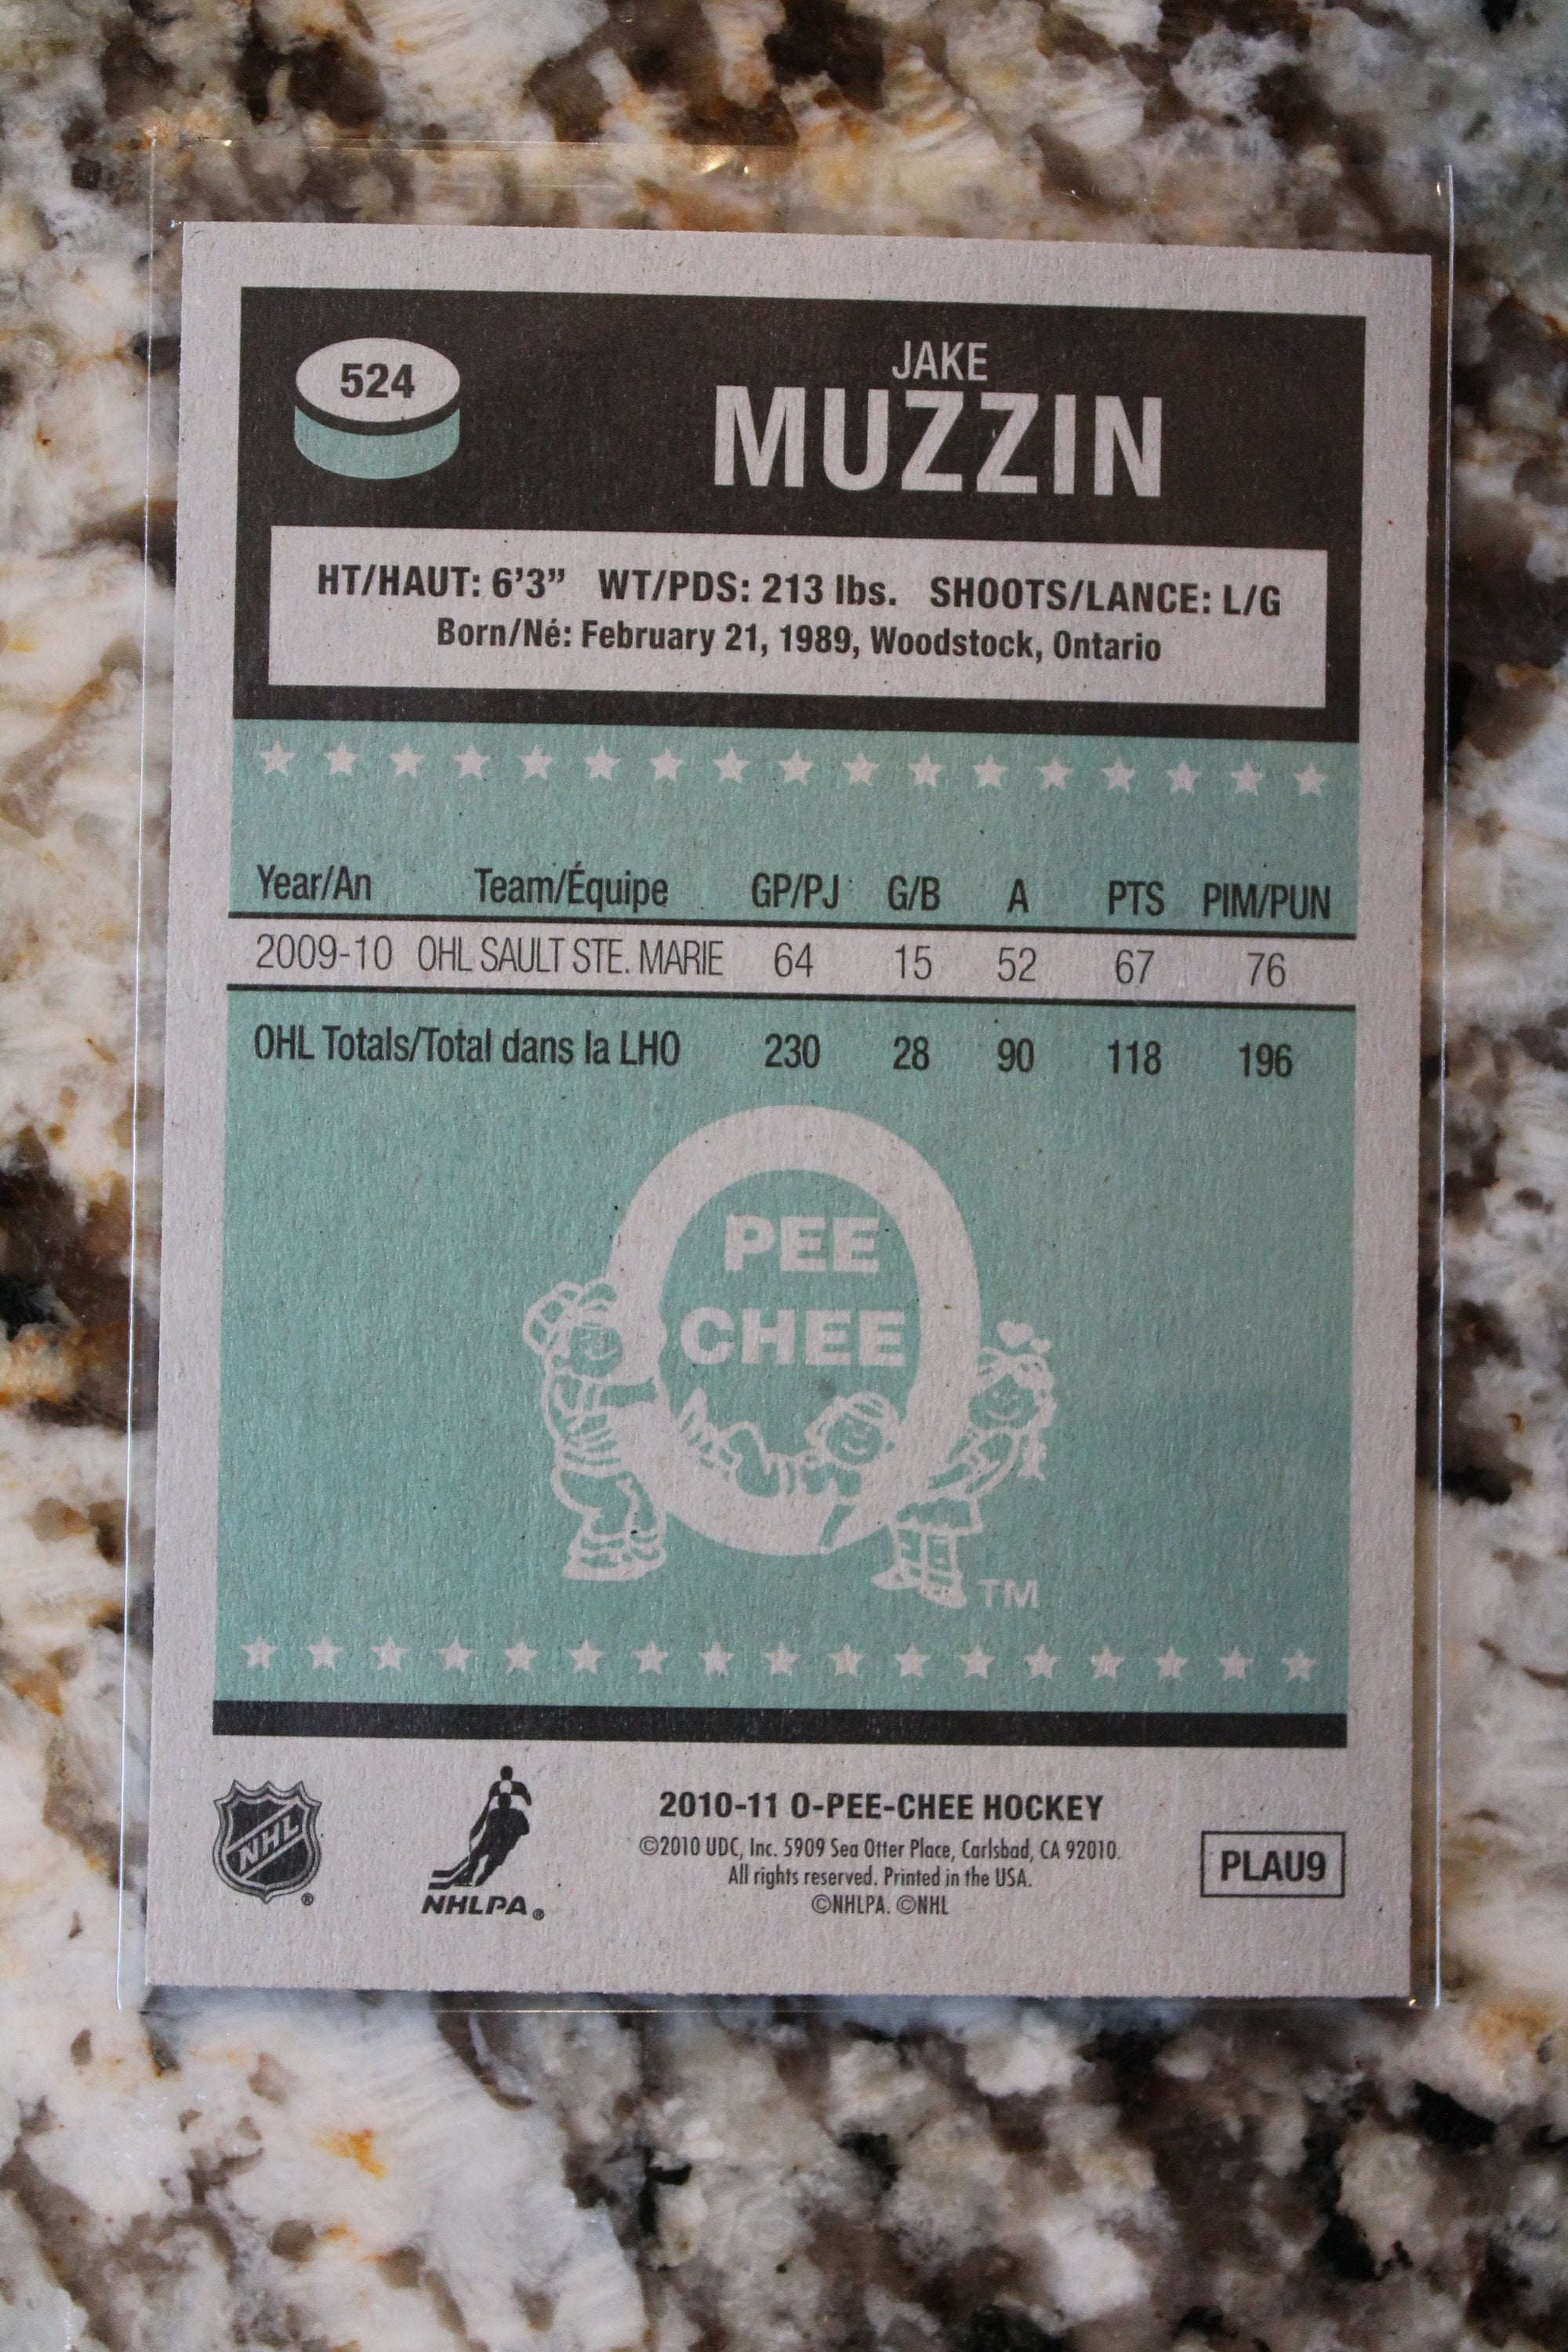 524
JAKE
MUZZIN
HT/HAUT: 6'3” WT/PDS: 213 lbs. SHOOTS/LANCE: L/G
Born/Né: February 21, 1989, Woodstock, Ontario
Year/An Team/Équipe GP/PJ G/B A PTS PIM/PUN
2009-10 OHL SAULT STE. MARIE 64 15 52 67 76
OHL Totals/Total dans la LHO 230 28 90 118 196
PEE
CHEE
TM
NHL ®
NHLPA ®
2010-11 O-PEE-CHEE HOCKEY
©2010 UDC, Inc. 5909 Sea Otter Place, Carlsbad, CA 92010.
All rights reserved. Printed in the USA.
©NHLPA. ©NHL
PLAU9